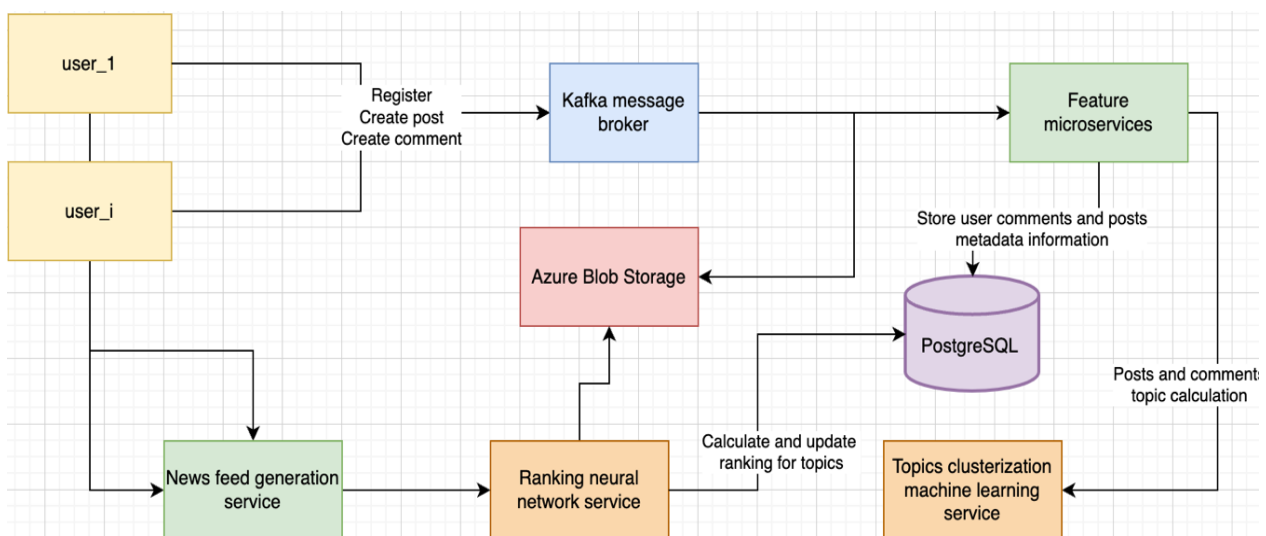 user_1
Register
Create post
Create comment
Kafka message
broker
Feature
microservices
user_i
Store user comments and posts
metadata information
Azure Blob Storage
PostgreSQL
Posts and comments
topic calculation
News feed generation
service
Ranking neural
network service
Calculate and update
ranking for topics
Topics clusterization
machine learning
service